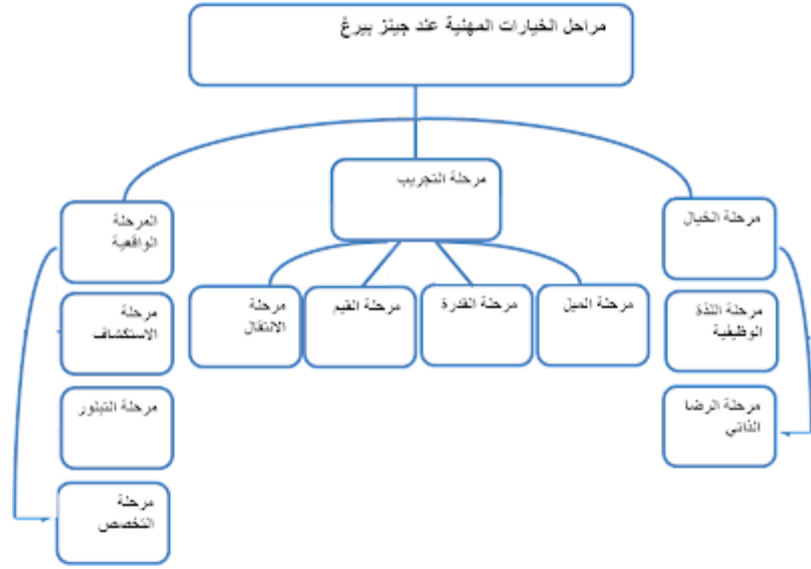 مراحل الخيارات المهنية عند جينز بيرغ
مرحلة الخيال
مرحلة اللذة
الوظيفية
مرحلة الرضا
الذاتي
مرحلة التجريب
مرحلة الميل
مرحلة القدرة
مرحلة القيم
مرحلة
الانتقال
المرحلة
الواقعية
مرحلة
الاستكشاف
مرحلة التبلور
مرحلة
التخصص